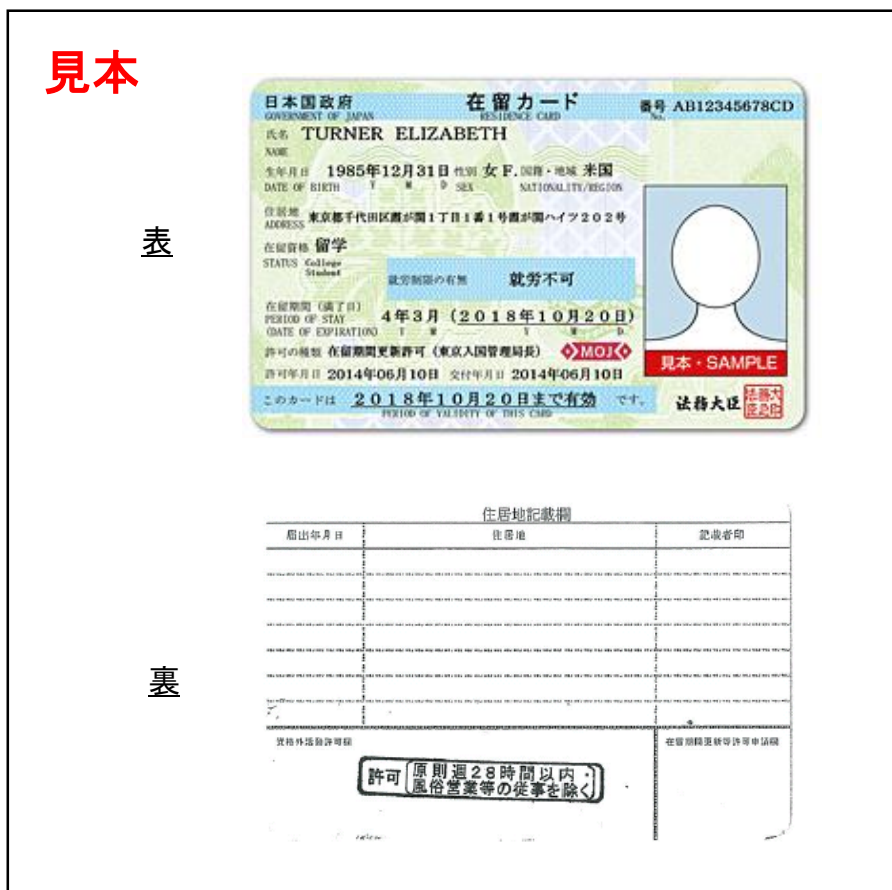 見本
表
日本国政府 在留カード 番号 AB12345678CD
GOVERNMENT OF JAPAN RESIDENCE CARD No.
氏名 TURNER ELIZABETH
NAME
生年月日 1985年12月31日 性別 女 F. 国籍・地域 米国
DATE OF BIRTH Y M D SEX NATIONALITY/REGION
住居地 東京都千代田区霞が関1丁目1番1号霞が関ハイツ202号
ADDRESS
在留資格 留学
STATUS College
Student
就労制限の有無 就労不可
在留期間(満了日)
PERIOD OF STAY 4年3月(2018年10月20日)
(DATE OF EXPIRATION) Y M Y M D
許可の種類 在留期間更新許可(東京入国管理局長) MOJ
見本・SAMPLE
許可年月日 2014年06月10日 交付年月日 2014年06月10日
このカードは 2018年10月20日まで有効 です。
PERIOD OF VALIDITY OF THIS CARD
法務大臣
裏
住居地記載欄
届出年月日 住居地 記載者印
資格外活動許可欄 在留期間更新等許可申請欄
許可 原則週28時間以内・
風俗営業等の従事を除く